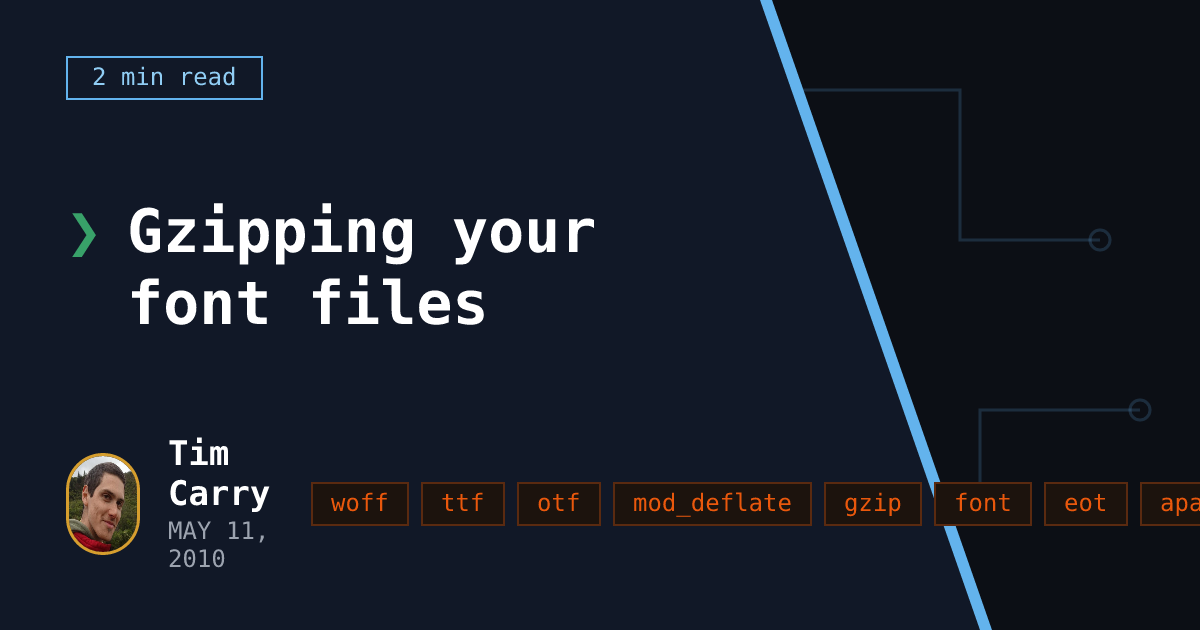 2 min read
❯ Gzipping your
font files
Tim
Carry
MAY 11,
2010
woff ttf otf mod_deflate gzip font eot apa